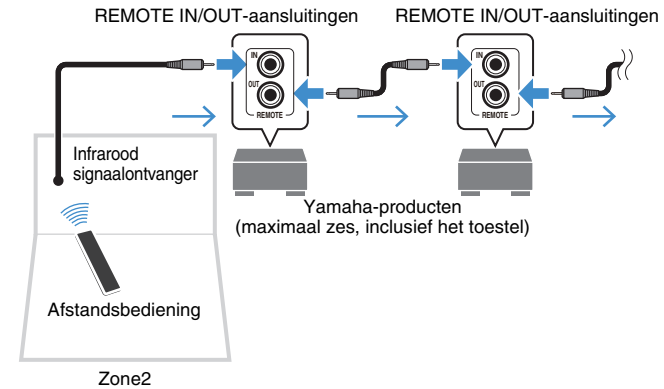 REMOTE IN/OUT-aansluitingen
REMOTE IN/OUT-aansluitingen
IN
OUT
REMOTE
IN
OUT
REMOTE
Infrarood
signaalontvanger
Yamaha-producten
(maximaal zes, inclusief het toestel)
Afstandsbediening
Zone2